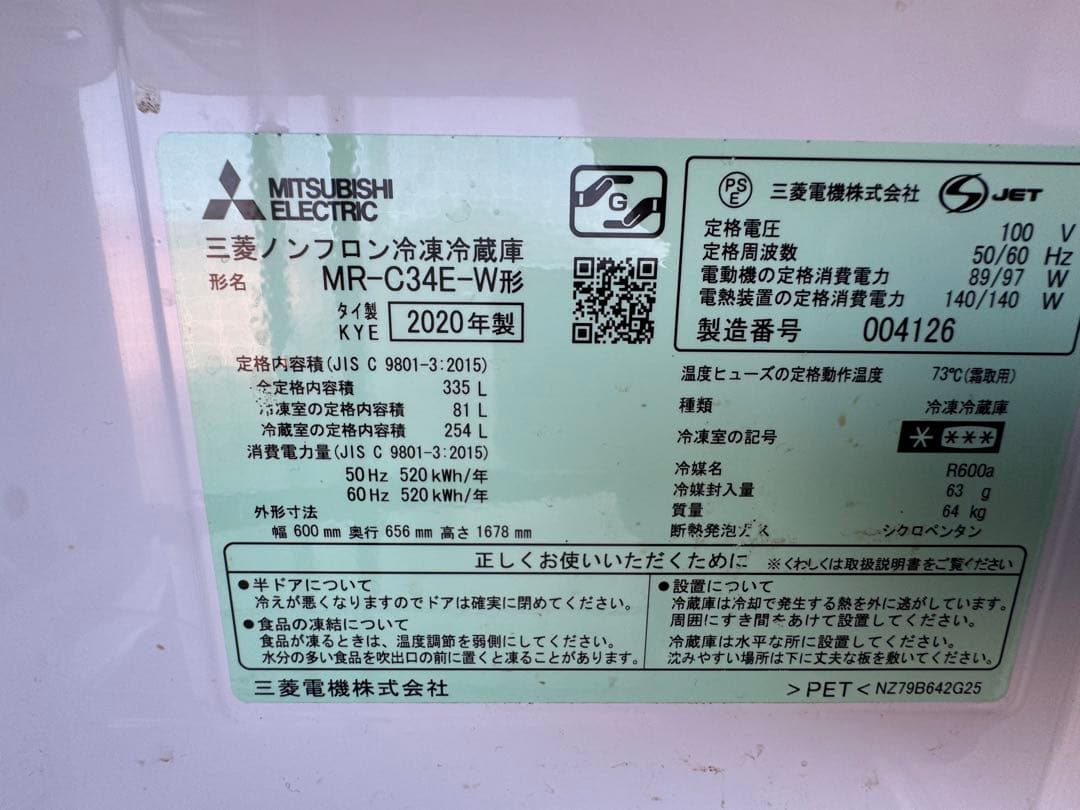 MITSUBISHI
ELECTRIC
三菱ノンフロン冷凍冷蔵庫
形名 MR-C34E-W形
タイ製
KYE
2020年製
定格内容積(JIS C 9801-3:2015)
全定格内容積 335 L
冷凍室の定格内容積 81 L
冷蔵室の定格内容積 254 L
消費電力量(JIS C 9801-3:2015)
50Hz 520kWh/年
60Hz 520kWh/年
外形寸法
幅 600mm 奥行 656mm 高さ 1678mm
G
PS
E
三菱電機株式会社
JET
定格電圧 100 V
定格周波数 50/60 Hz
電動機の定格消費電力 89/97 W
電熱装置の定格消費電力 140/140 W
製造番号 004126
温度ヒューズの定格動作温度 73℃(霜取用)
種類 冷凍冷蔵庫
冷凍室の記号 * ***
冷媒名 R600a
冷媒封入量 63 g
質量 64 kg
断熱発泡ガス シクロペンタン
正しくお使いいただくために ※くわしくは取扱説明書をご覧ください
●半ドアについて
冷えが悪くなりますのでドアは確実に閉めてください。
●食品の凍結について
食品が凍るときは、温度調節を弱側にしてください。
水分の多い食品を吹出口の前に置くと凍ることがあります。
●設置について
冷蔵庫は冷却で発生する熱を外に逃がしています。
周囲にすき間をあけて設置してください。
冷蔵庫は水平な所に設置してください。
沈みやすい場所は下に丈夫な板を敷いてください。
三菱電機株式会社
>PET< NZ79B642G25